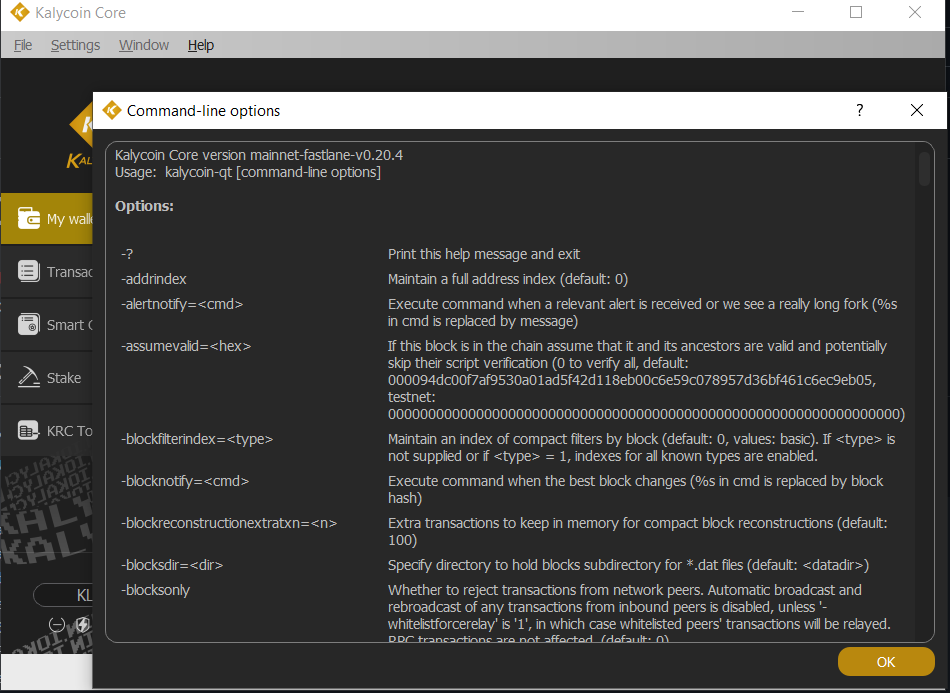 Kalycoin Core
File Settings Window Help
Command-line options
?
Kalycoin Core version mainnet-fastlane-v0.20.4
Usage: kalycoin-qt [command-line options]
Options:
-? Print this help message and exit
-addrindex Maintain a full address index (default: 0)
-alertnotify=<cmd> Execute command when a relevant alert is received or we see a really long fork (%s
in cmd is replaced by message)
-assumevalid=<hex> If this block is in the chain assume that it and its ancestors are valid and potentially
skip their script verification (0 to verify all, default:
000094dc00f7af9530a01ad5f42d118eb00c6e59c078957d36bf461c6ec9eb05,
testnet:
0000000000000000000000000000000000000000000000000000000000000000)
-blockfilterindex=<type> Maintain an index of compact filters by block (default: 0, values: basic). If <type> is
not supplied or if <type> = 1, indexes for all known types are enabled.
-blocknotify=<cmd> Execute command when the best block changes (%s in cmd is replaced by block
hash)
-blockreconstructionextratxn=<n> Extra transactions to keep in memory for compact block reconstructions (default:
100)
-blocksdir=<dir> Specify directory to hold blocks subdirectory for *.dat files (default: <datadir>)
-blocksonly Whether to reject transactions from network peers. Automatic broadcast and
rebroadcast of any transactions from inbound peers is disabled, unless '-
whitelistforcerelay' is '1', in which case whitelisted peers' transactions will be relayed.
RPC transactions are not affected. (default: 0)
OK
KAL
My walle
Transac
Smart C
Stake
KRC To
KL